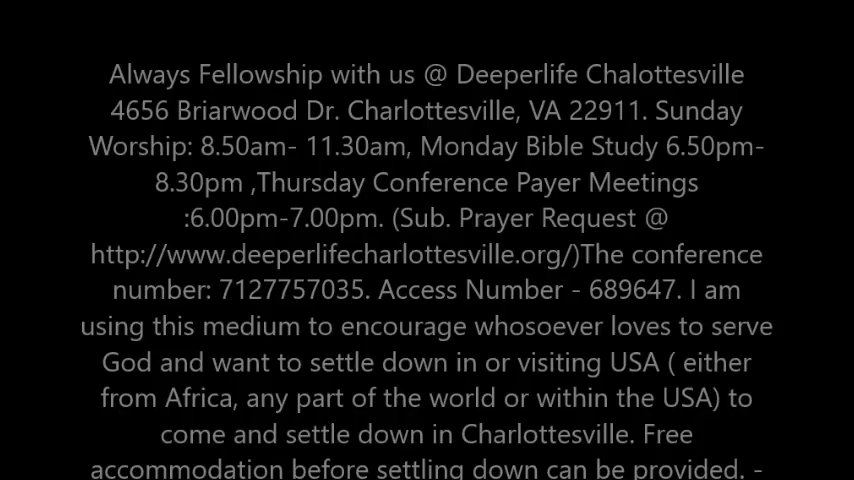 Always Fellowship with us @ Deeperlife Chalottesville
4656 Briarwood Dr. Charlottesville, VA 22911. Sunday
Worship: 8.50am- 11.30am, Monday Bible Study 6.50pm-
8.30pm ,Thursday Conference Payer Meetings
:6.00pm-7.00pm. (Sub. Prayer Request @
http://www.deeperlifecharlottesville.org/)The conference
number: 7127757035. Access Number - 689647. I am
using this medium to encourage whosoever loves to serve
God and want to settle down in or visiting USA ( either
from Africa, any part of the world or within the USA) to
come and settle down in Charlottesville. Free
accommodation before settling down can be provided. -